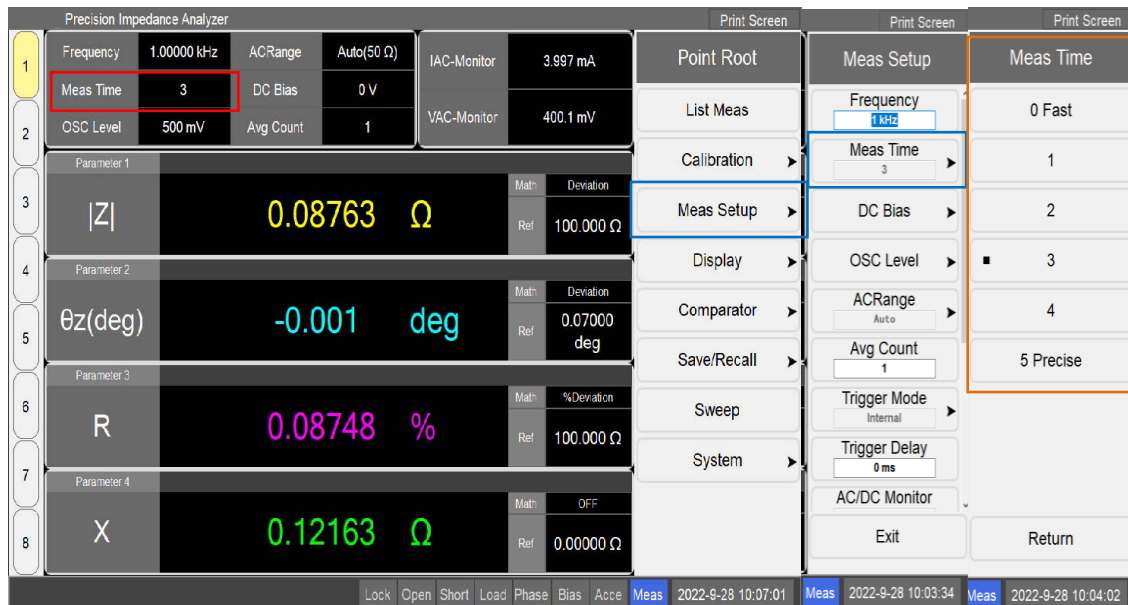 Precision Impedance Analyzer
Print Screen
Print Screen
Print Screen
1
2
3
4
5
6
7
8
Frequency 1.00000 kHz ACRange Auto(50 Ω)
Meas Time 3 DC Bias 0 V
OSC Level 500 mV Avg Count 1
IAC-Monitor 3.997 mA
VAC-Monitor 400.1 mV
Parameter 1
|Z| 0.08763 Ω
Math Deviation
Ref 100.000 Ω
Parameter 2
θz(deg) -0.001 deg
Math Deviation
Ref 0.07000
deg
Parameter 3
R 0.08748 %
Math %Deviation
Ref 100.000 Ω
Parameter 4
X 0.12163 Ω
Math OFF
Ref 0.00000 Ω
Point Root
List Meas
Calibration
Meas Setup
Display
Comparator
Save/Recall
Sweep
System
Meas Setup
Frequency
1 kHz
Meas Time
3
DC Bias
OSC Level
ACRange
Auto
Avg Count
1
Trigger Mode
Internal
Trigger Delay
0 ms
AC/DC Monitor
Exit
Meas Time
0 Fast
1
2
3
4
5 Precise
Return
Lock Open Short Load Phase Bias Acce Meas 2022-9-28 10:07:01
Meas 2022-9-28 10:03:34
Meas 2022-9-28 10:04:02